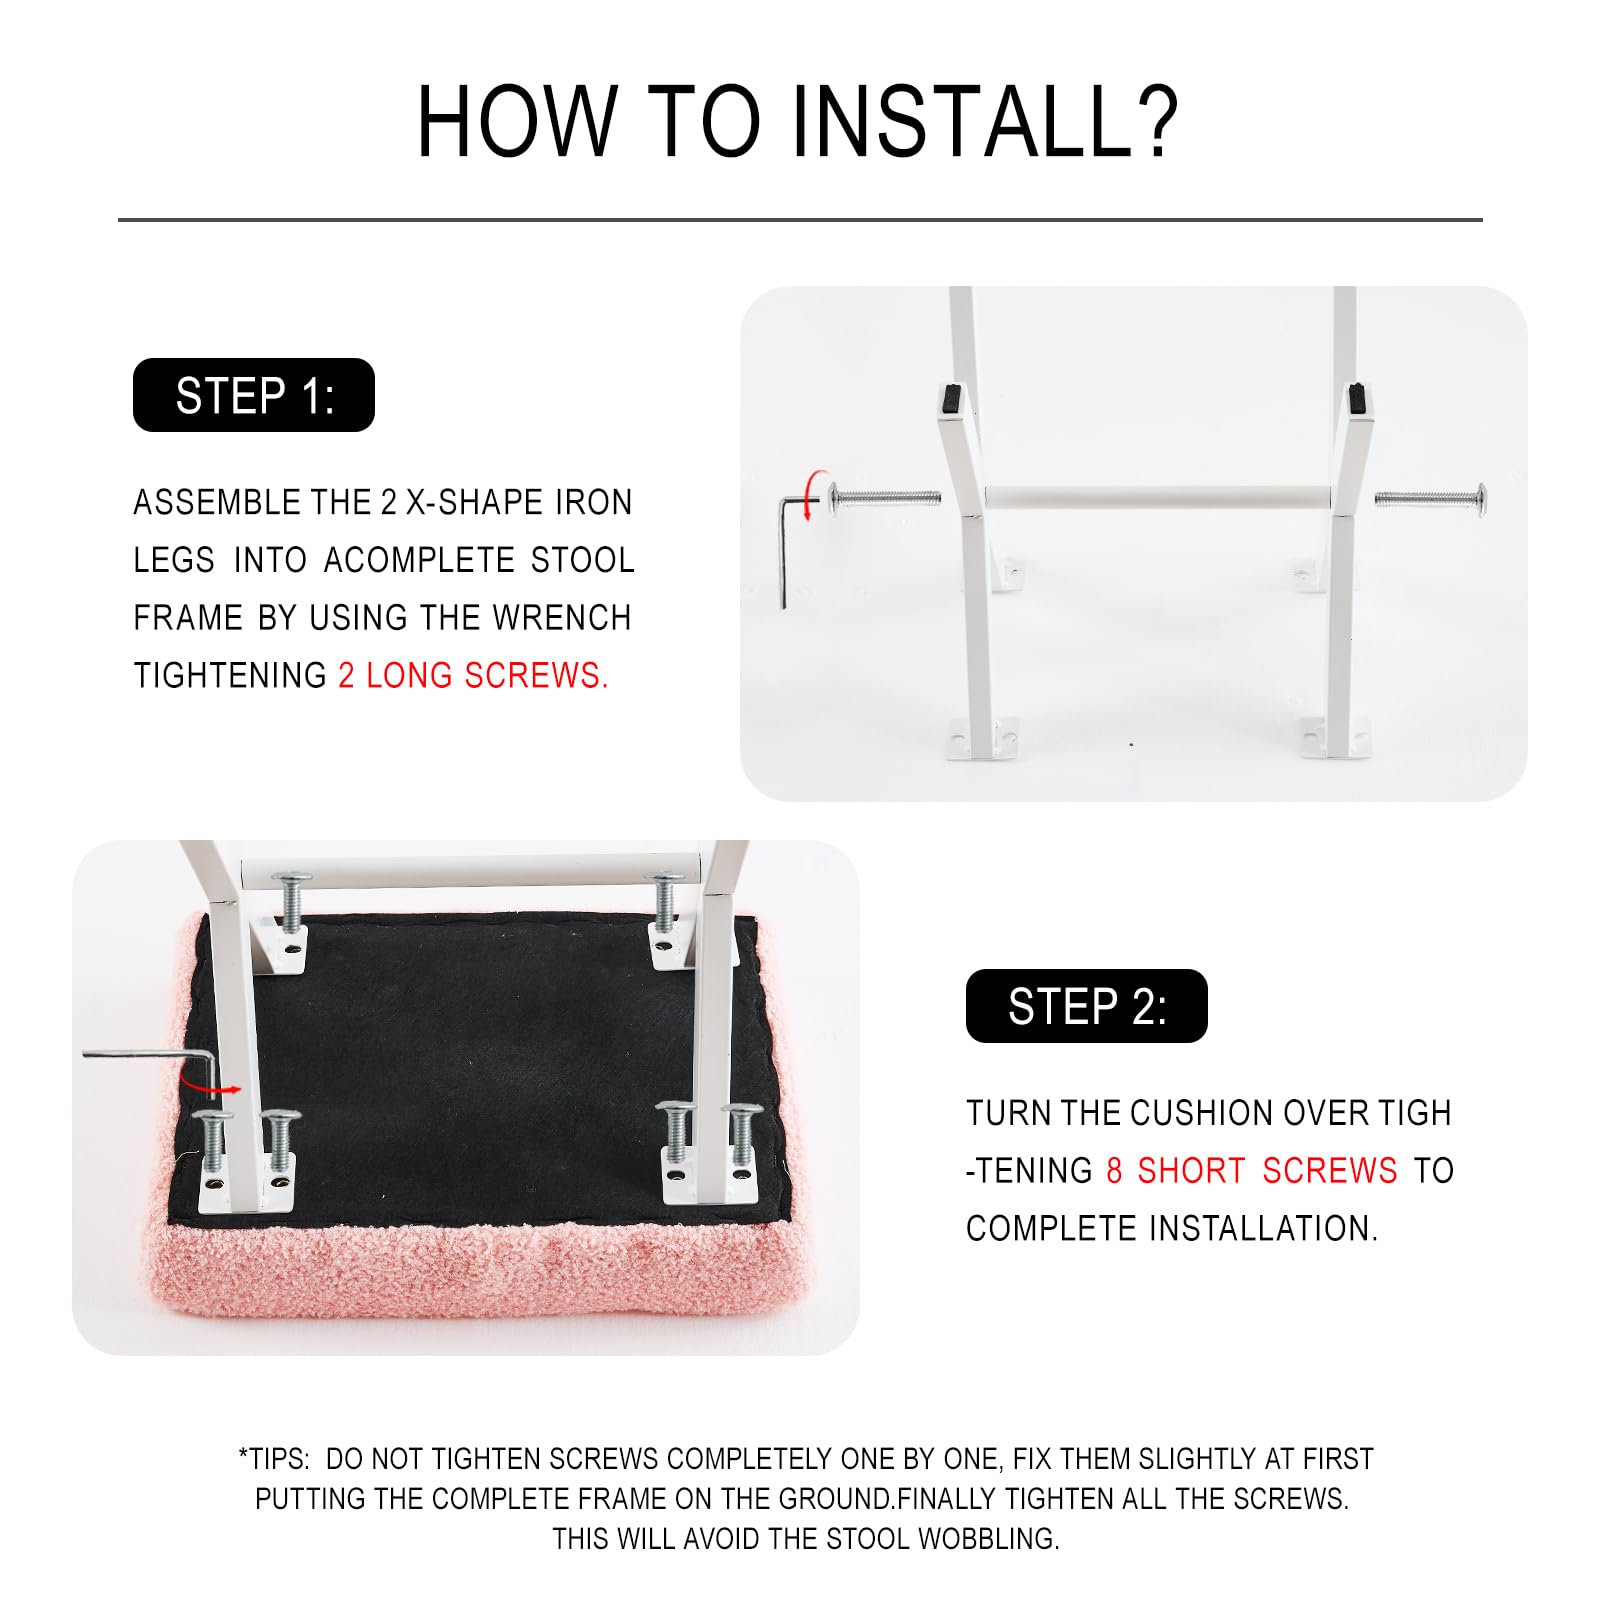 HOW TO INSTALL?
STEP 1:
ASSEMBLE THE 2 X-SHAPE IRON
LEGS INTO ACOMPLETE STOOL
FRAME BY USING THE WRENCH
TIGHTENING 2 LONG SCREWS.
STEP 2:
TURN THE CUSHION OVER TIGH
-TENING 8 SHORT SCREWS TO
COMPLETE INSTALLATION.
*TIPS: DO NOT TIGHTEN SCREWS COMPLETELY ONE BY ONE, FIX THEM SLIGHTLY AT FIRST
PUTTING THE COMPLETE FRAME ON THE GROUND.FINALLY TIGHTEN ALL THE SCREWS.
THIS WILL AVOID THE STOOL WOBBLING.